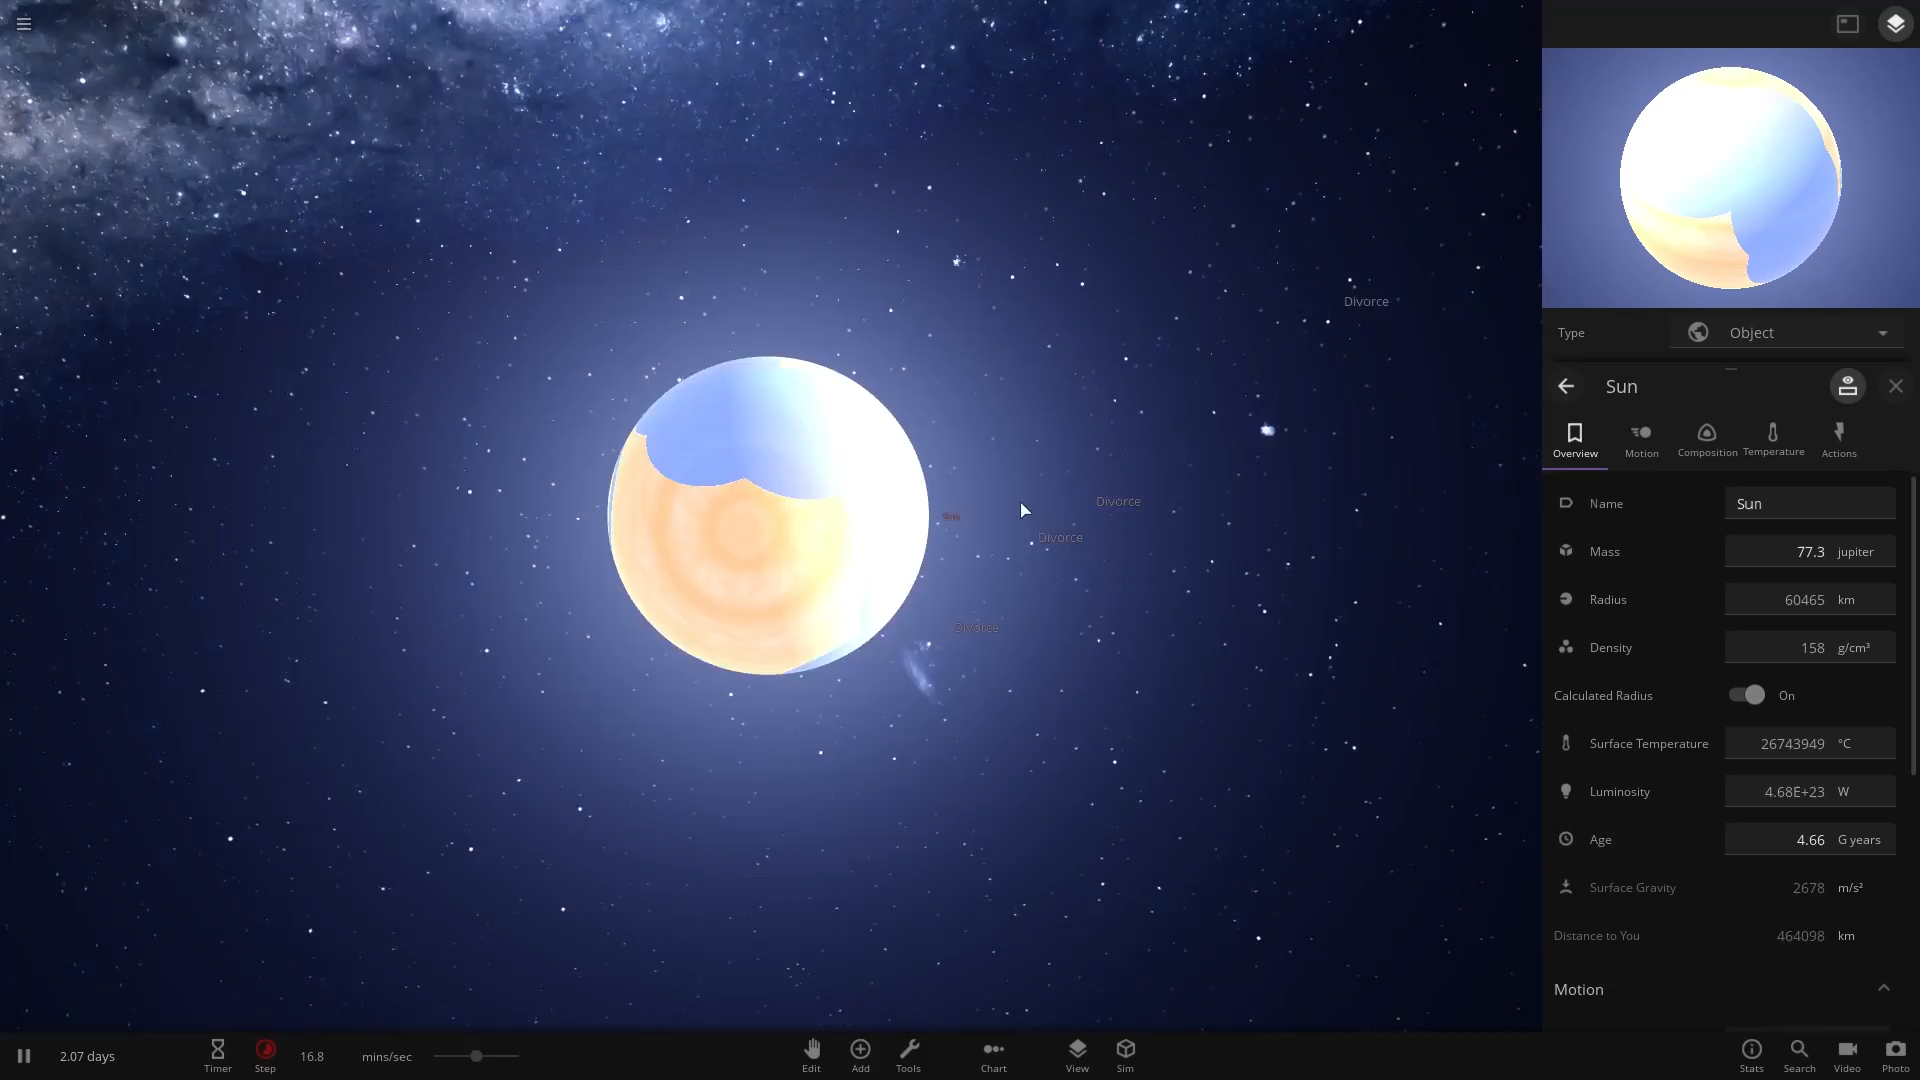 Divorce
Type
Object
Sun
Overview
Motion
Composition
Temperature
Actions
Divorce
Divorce
Divorce
Name
Sun
Mass
77.3 jupiter
Radius
60465 km
Density
158 g/cm³
Calculated Radius
On
Surface Temperature
26743949 °C
Luminosity
4.68E+23 W
Age
4.66 G years
Surface Gravity
2678 m/s²
Distance to You
464098 km
Motion
2.07 days
Timer
Step
16.8 mins/sec
Edit
Add
Tools
Chart
View
Sim
Stats
Search
Video
Photo